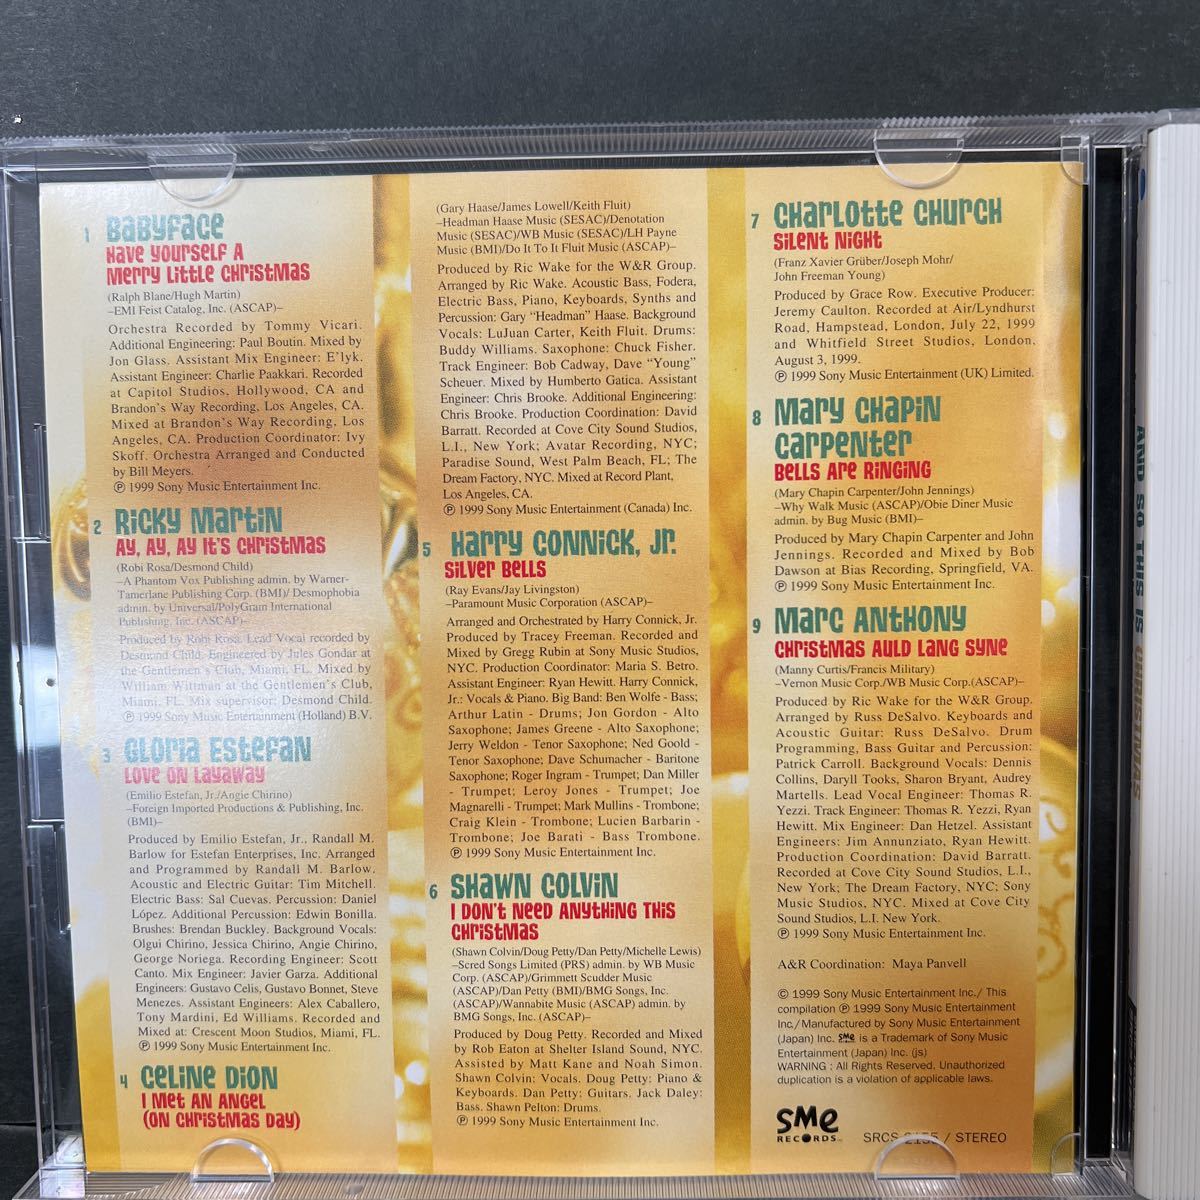 1 Babyface
Have Yourself A
Merry Little Christmas
(Ralph Blane/Hugh Martin)
–EMI Feist Catalog, Inc. (ASCAP)–
Orchestra Recorded by Tommy Vicari.
Additional Engineering: Paul Boutin. Mixed by
Jon Glass. Assistant Mix Engineer: E'lyk.
Assistant Engineer: Charlie Paakkari. Recorded
at Capitol Studios, Hollywood, CA and
Brandon's Way Recording, Los Angeles, CA.
Mixed at Brandon's Way Recording, Los
Angeles, CA. Production Coordinator: Ivy
Skoff. Orchestra Arranged and Conducted
by Bill Meyers.
℗ 1999 Sony Music Entertainment Inc.
2 Ricky Martin
Ay, Ay, Ay It's Christmas
(Robi Rosa/Desmond Child)
–A Phantom Vox Publishing admin. by Warner-
Tamerlane Publishing Corp. (BMI)/ Desmophobia
admin. by Universal/PolyGram International
Publishing, Inc. (ASCAP)–
Produced by Robi Rosa. Lead Vocal recorded by
Desmond Child. Engineered by Jules Gondar at
the Gentlemen's Club, Miami, FL. Mixed by
William Wittman at the Gentlemen's Club,
Miami, FL. Mix supervisor: Desmond Child.
℗ 1999 Sony Music Entertainment (Holland) B.V.
3 Gloria Estefan
Love On Layaway
(Emilio Estefan, Jr./Angie Chirino)
–Foreign Imported Productions & Publishing, Inc.
(BMI)–
Produced by Emilio Estefan, Jr., Randall M.
Barlow for Estefan Enterprises, Inc. Arranged
and Programmed by Randall M. Barlow.
Acoustic and Electric Guitar: Tim Mitchell.
Electric Bass: Sal Cuevas. Percussion: Daniel
López. Additional Percussion: Edwin Bonilla.
Brushes: Brendan Buckley. Background Vocals:
Olgui Chirino, Jessica Chirino, Angie Chirino,
George Noriega. Recording Engineer: Scott
Canto. Mix Engineer: Javier Garza. Additional
Engineers: Gustavo Celis, Gustavo Bonnet, Steve
Menezes. Assistant Engineers: Alex Caballero,
Tony Mardini, Ed Williams. Recorded and
Mixed at: Crescent Moon Studios, Miami, FL.
℗ 1999 Sony Music Entertainment Inc.
4 Celine Dion
I Met An Angel
(On Christmas Day)
(Gary Haase/James Lowell/Keith Fluit)
–Headman Haase Music (SESAC)/Denotation
Music (SESAC)/WB Music (SESAC)/LH Payne
Music (BMI)/Do It To It Fluit Music (ASCAP)–
Produced by Ric Wake for the W&R Group.
Arranged by Ric Wake. Acoustic Bass, Fodera,
Electric Bass, Piano, Keyboards, Synths and
Percussion: Gary “Headman” Haase. Background
Vocals: LuJuan Carter, Keith Fluit. Drums:
Buddy Williams. Saxophone: Chuck Fisher.
Track Engineer: Bob Cadway, Dave “Young”
Scheuer. Mixed by Humberto Gatica. Assistant
Engineer: Chris Brooke. Additional Engineering:
Chris Brooke. Production Coordination: David
Barratt. Recorded at Cove City Sound Studios,
L.I., New York; Avatar Recording, NYC;
Paradise Sound, West Palm Beach, FL; The
Dream Factory, NYC. Mixed at Record Plant,
Los Angeles, CA.
℗ 1999 Sony Music Entertainment (Canada) Inc.
5 Harry Connick, Jr.
Silver Bells
(Ray Evans/Jay Livingston)
–Paramount Music Corporation (ASCAP)–
Arranged and Orchestrated by Harry Connick, Jr.
Produced by Tracey Freeman. Recorded and
Mixed by Gregg Rubin at Sony Music Studios,
NYC. Production Coordinator: Maria S. Betro.
Assistant Engineer: Ryan Hewitt. Harry Connick,
Jr.: Vocals & Piano. Big Band: Ben Wolfe - Bass;
Arthur Latin - Drums; Jon Gordon - Alto
Saxophone; James Greene - Alto Saxophone;
Jerry Weldon - Tenor Saxophone; Ned Goold -
Tenor Saxophone; Dave Schumacher - Baritone
Saxophone; Roger Ingram - Trumpet; Dan Miller
- Trumpet; Leroy Jones - Trumpet; Joe
Magnarelli - Trumpet; Mark Mullins - Trombone;
Craig Klein - Trombone; Lucien Barbarin -
Trombone; Joe Barati - Bass Trombone.
℗ 1999 Sony Music Entertainment Inc.
6 Shawn Colvin
I Don't Need Anything This
Christmas
(Shawn Colvin/Doug Petty/Dan Petty/Michelle Lewis)
–Scred Songs Limited (PRS) admin. by WB Music
Corp. (ASCAP)/Grimmett Scudder Music
(ASCAP)/Dan Petty (BMI)/BMG Songs, Inc.
(ASCAP)/Wannabite Music (ASCAP) admin. by
BMG Songs, Inc. (ASCAP)–
Produced by Doug Petty. Recorded and Mixed
by Rob Eaton at Shelter Island Sound, NYC.
Assisted by Matt Kane and Noah Simon.
Shawn Colvin: Vocals. Doug Petty: Piano &
Keyboards. Dan Petty: Guitars. Jack Daley:
Bass. Shawn Pelton: Drums.
℗ 1999 Sony Music Entertainment Inc.
7 Charlotte Church
Silent Night
(Franz Xavier Grüber/Joseph Mohr/
John Freeman Young)
Produced by Grace Row. Executive Producer:
Jeremy Caulton. Recorded at Air/Lyndhurst
Road, Hampstead, London, July 22, 1999
and Whitfield Street Studios, London,
August 3, 1999.
℗ 1999 Sony Music Entertainment (UK) Limited.
8 Mary Chapin
Carpenter
Bells Are Ringing
(Mary Chapin Carpenter/John Jennings)
–Why Walk Music (ASCAP)/Obie Diner Music
admin. by Bug Music (BMI)–
Produced by Mary Chapin Carpenter and John
Jennings. Recorded and Mixed by Bob
Dawson at Bias Recording, Springfield, VA.
℗ 1999 Sony Music Entertainment Inc.
9 Marc Anthony
Christmas Auld Lang Syne
(Manny Curtis/Francis Military)
–Vernon Music Corp./WB Music Corp.(ASCAP)–
Produced by Ric Wake for the W&R Group.
Arranged by Russ DeSalvo. Keyboards and
Acoustic Guitar: Russ DeSalvo. Drum
Programming, Bass Guitar and Percussion:
Patrick Carroll. Background Vocals: Dennis
Collins, Daryll Tooks, Sharon Bryant, Audrey
Martells. Lead Vocal Engineer: Thomas R.
Yezzi. Track Engineer: Thomas R. Yezzi, Ryan
Hewitt. Mix Engineer: Dan Hetzel. Assistant
Engineers: Jim Annunziato, Ryan Hewitt.
Production Coordination: David Barratt.
Recorded at Cove City Sound Studios, L.I.,
New York; The Dream Factory, NYC; Sony
Music Studios, NYC. Mixed at Cove City
Sound Studios, L.I. New York.
℗ 1999 Sony Music Entertainment Inc.
A&R Coordination: Maya Panvell
© 1999 Sony Music Entertainment Inc./ This
compilation ℗ 1999 Sony Music Entertainment
Inc./Manufactured by Sony Music Entertainment
(Japan) Inc. SMe is a Trademark of Sony Music
Entertainment (Japan) Inc. (js)
WARNING : All Rights Reserved. Unauthorized
duplication is a violation of applicable laws.
SMe
RECORDS
SRCS 2155 / STEREO
AND SO THIS IS CHRISTMAS